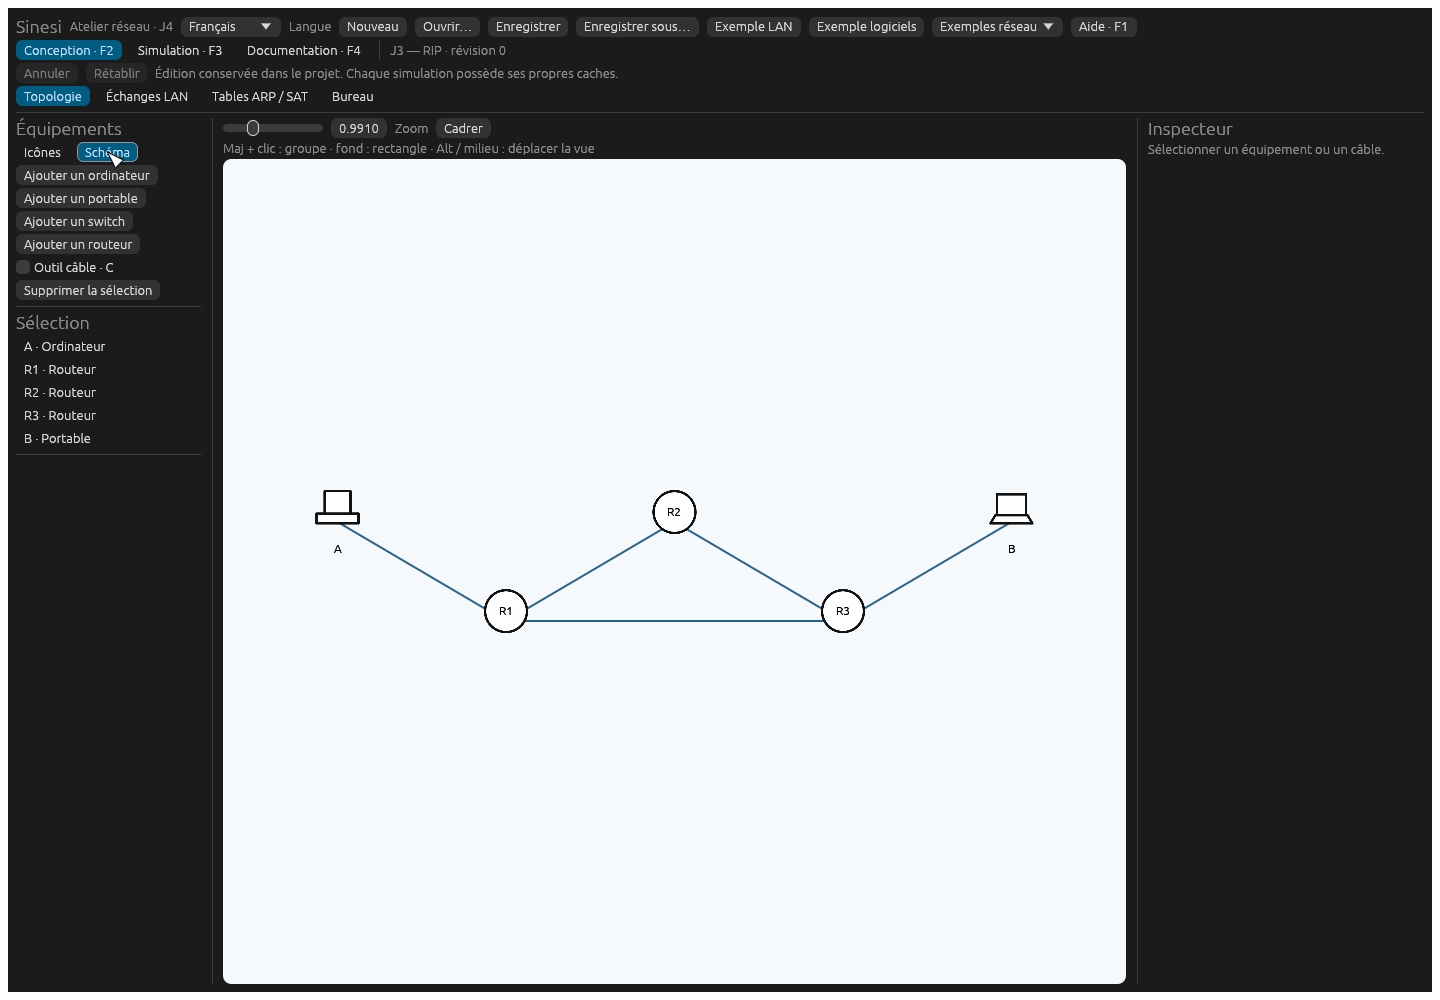 Sinesi Atelier réseau · J4 Français Langue Nouveau Ouvrir... Enregistrer Enregistrer sous... Exemple LAN Exemple logiciels Exemples réseau Aide · F1
Conception · F2 Simulation · F3 Documentation · F4 J3 — RIP · révision 0
Annuler Rétablir Édition conservée dans le projet. Chaque simulation possède ses propres caches.
Topologie Échanges LAN Tables ARP / SAT Bureau
Équipements
Icônes Schéma
Ajouter un ordinateur
Ajouter un portable
Ajouter un switch
Ajouter un routeur
Outil câble · C
Supprimer la sélection
Sélection
A · Ordinateur
R1 · Routeur
R2 · Routeur
R3 · Routeur
B · Portable
0.9910 Zoom Cadrer
Maj + clic : groupe · fond : rectangle · Alt / milieu : déplacer la vue
R2
A
B
R1
R3
Inspecteur
Sélectionner un équipement ou un câble.